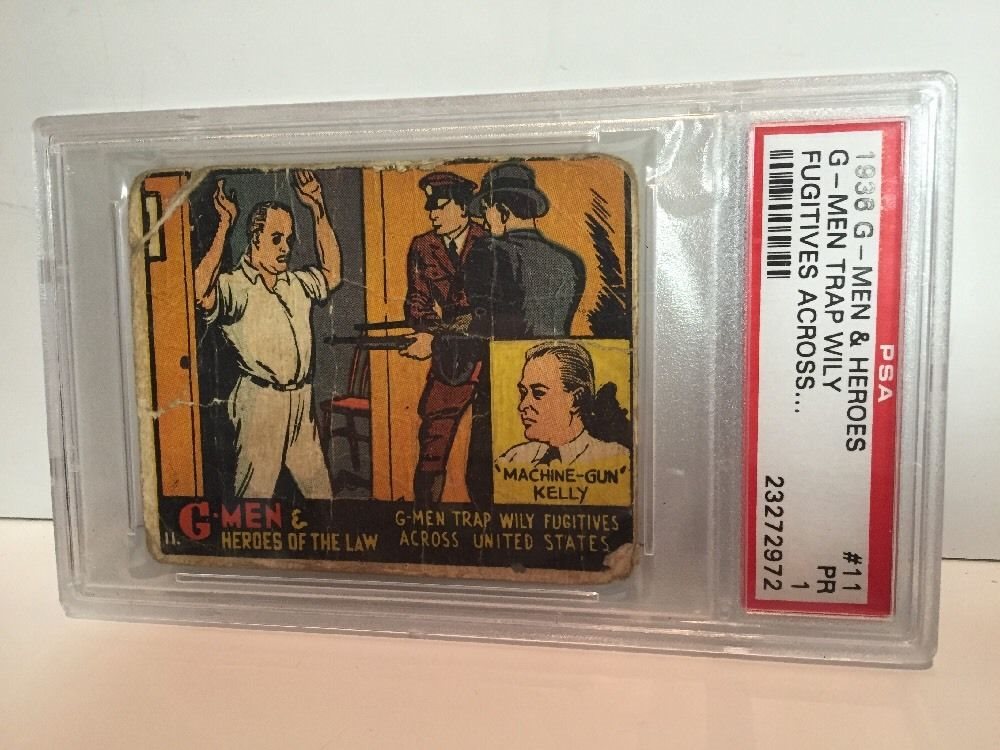 "MACHINE-GUN"
KELLY
G-MEN &
HEROES OF THE LAW
11.
G-MEN TRAP WILY FUGITIVES
ACROSS UNITED STATES
PSA
1936 G-MEN & HEROES #11
G-MEN TRAP WILY PR
FUGITIVES ACROSS... 1
23272972